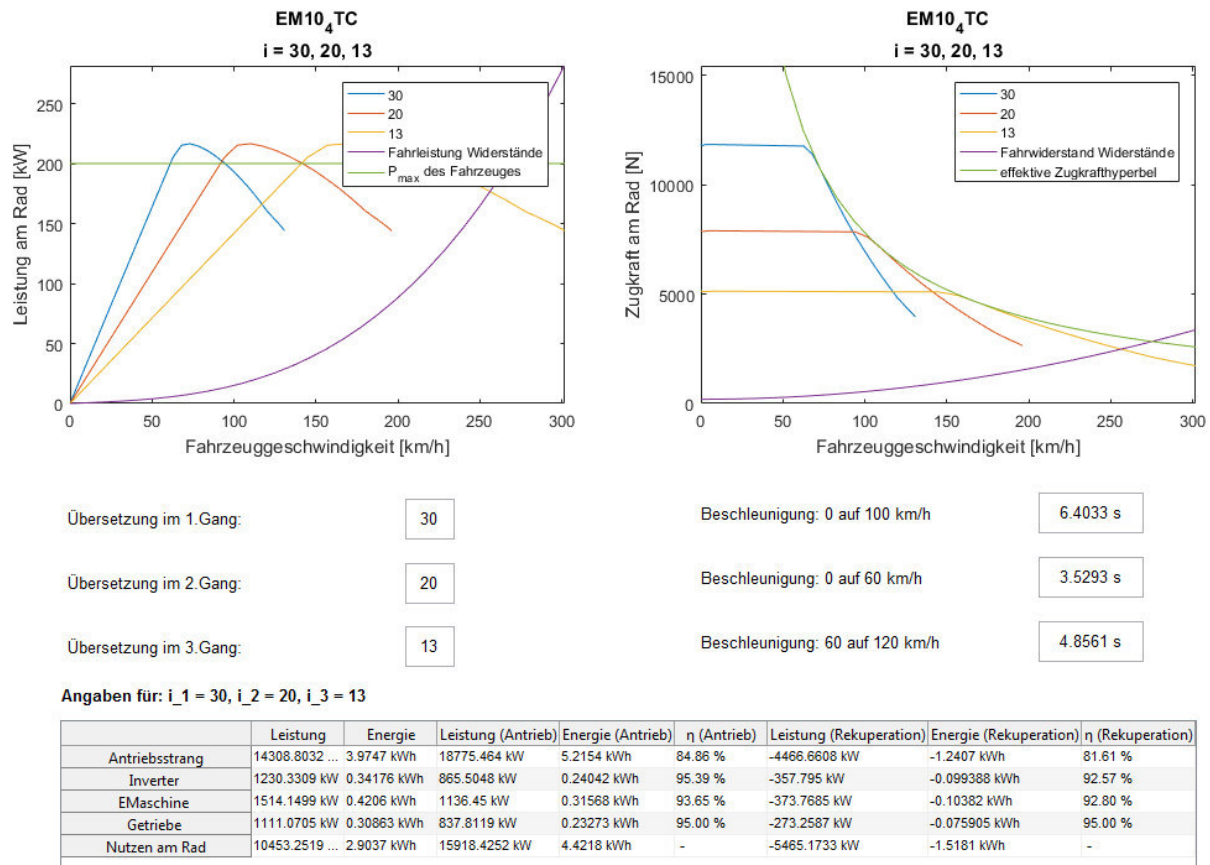 EM10_4TC
i = 30, 20, 13
30
20
13
Fahrleistung Widerstände
P_max des Fahrzeuges
Leistung am Rad [kW]
250
200
150
100
50
0
0 50 100 150 200 250 300
Fahrzeuggeschwindigkeit [km/h]
EM10_4TC
i = 30, 20, 13
30
20
13
Fahrwiderstand Widerstände
effektive Zugkrafthyperbel
Zugkraft am Rad [N]
15000
10000
5000
0
0 50 100 150 200 250 300
Fahrzeuggeschwindigkeit [km/h]
Übersetzung im 1.Gang: 30
Übersetzung im 2.Gang: 20
Übersetzung im 3.Gang: 13
Beschleunigung: 0 auf 100 km/h 6.4033 s
Beschleunigung: 0 auf 60 km/h 3.5293 s
Beschleunigung: 60 auf 120 km/h 4.8561 s
Angaben für: i_1 = 30, i_2 = 20, i_3 = 13
Leistung Energie Leistung (Antrieb) Energie (Antrieb) η (Antrieb) Leistung (Rekuperation) Energie (Rekuperation) η (Rekuperation)
Antriebsstrang 14308.8032 ... 3.9747 kWh 18775.464 kW 5.2154 kWh 84.86 % -4466.6608 kW -1.2407 kWh 81.61 %
Inverter 1230.3309 kW 0.34176 kWh 865.5048 kW 0.24042 kWh 95.39 % -357.795 kW -0.099388 kWh 92.57 %
EMaschine 1514.1499 kW 0.4206 kWh 1136.45 kW 0.31568 kWh 93.65 % -373.7685 kW -0.10382 kWh 92.80 %
Getriebe 1111.0705 kW 0.30863 kWh 837.8119 kW 0.23273 kWh 95.00 % -273.2587 kW -0.075905 kWh 95.00 %
Nutzen am Rad 10453.2519 ... 2.9037 kWh 15918.4252 kW 4.4218 kWh - -5465.1733 kW -1.5181 kWh -